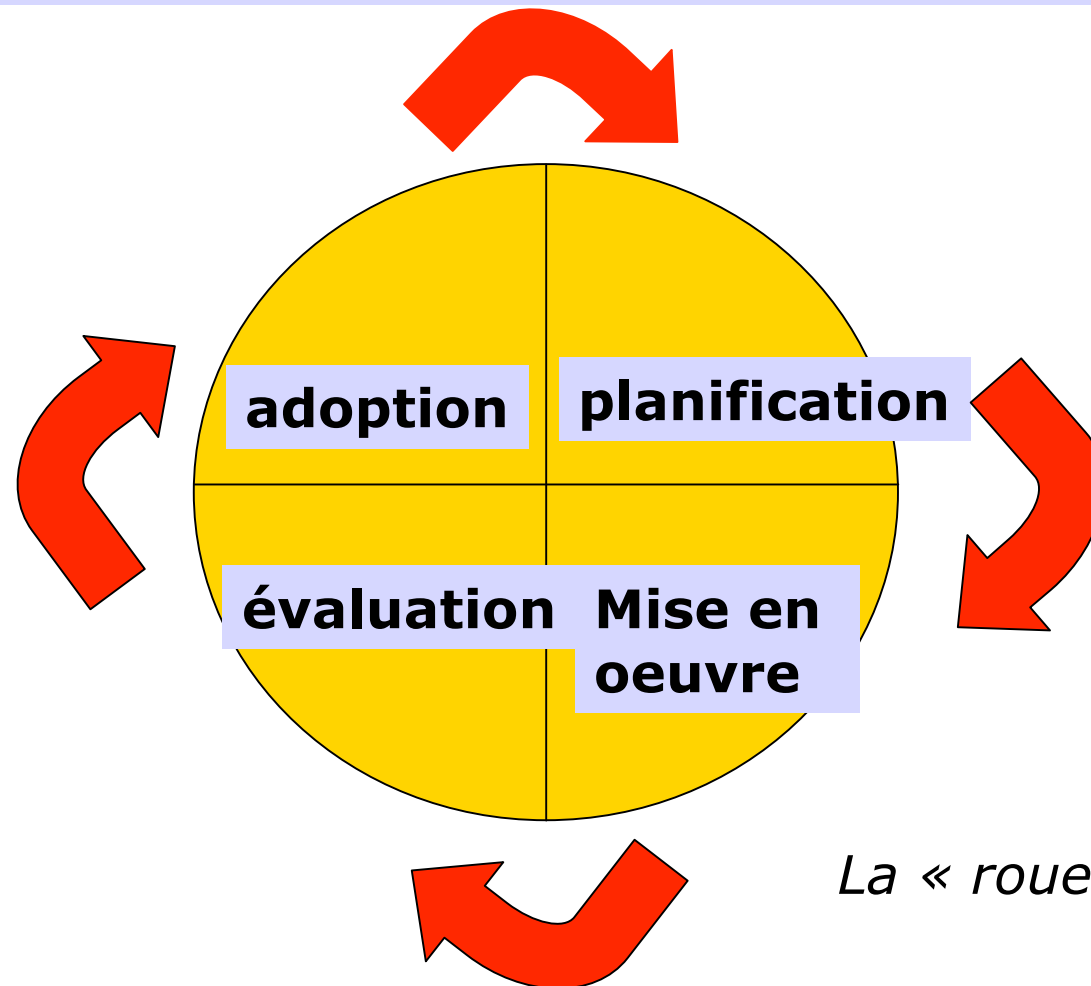 adoption
planification
évaluation
Mise en
oeuvre
La « roue